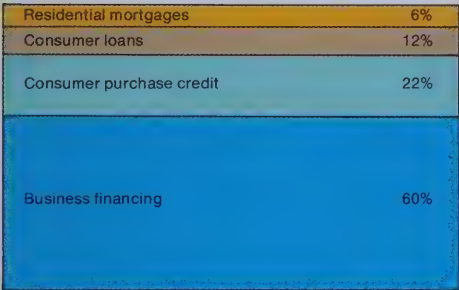 Residential mortgages 6%
Consumer loans 12%
Consumer purchase credit 22%
Business financing 60%